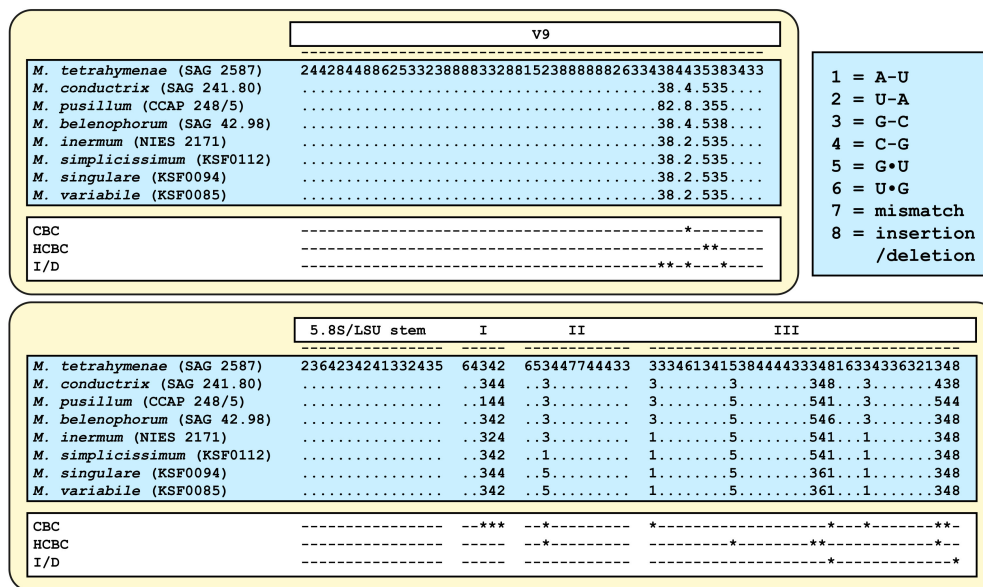 V9
----------------------------------------------------
M. tetrahymenae (SAG 2587) 2442844886253323888833288152388888826334384435383433
M. conductrix (SAG 241.80) ........................................38.4.535....
M. pusillum (CCAP 248/5) ........................................82.8.355....
M. belenophorum (SAG 42.98) ........................................38.4.538....
M. inermum (NIES 2171) ........................................38.2.535....
M. simplicissimum (KSF0112) ........................................38.2.535....
M. singulare (KSF0094) ........................................38.2.535....
M. variabile (KSF0085) ........................................38.2.535....
CBC -------------------------------------------*--------
HCBC ---------------------------------------------**-----
I/D ----------------------------------------**-*---*----
1 = A-U
2 = U-A
3 = G-C
4 = C-G
5 = G•U
6 = U•G
7 = mismatch
8 = insertion
/deletion
5.8S/LSU stem I II III
---------------- ----- ------------ -----------------------------------
M. tetrahymenae (SAG 2587) 2364234241332435 64342 653447744433 33346134153844443334816334336321348
M. conductrix (SAG 241.80) ................ ..344 ..3......... 3........3........348...3.......438
M. pusillum (CCAP 248/5) ................ ..144 ..3......... 3........5........541...3.......544
M. belenophorum (SAG 42.98) ................ ..342 ..3......... 3........5........546...3.......348
M. inermum (NIES 2171) ................ ..324 ..3......... 1........5........541...1.......348
M. simplicissimum (KSF0112) ................ ..342 ..1......... 1........5........541...1.......348
M. singulare (KSF0094) ................ ..344 ..5......... 1........5........361...1.......348
M. variabile (KSF0085) ................ ..342 ..5......... 1........5........361...1.......348
CBC ---------------- --*** --*--------- *-------------------*---*-------**-
HCBC ---------------- ----- --*--------- ---------*--------**------------*--
I/D ---------------- ----- ------------ --------------------*-------------*